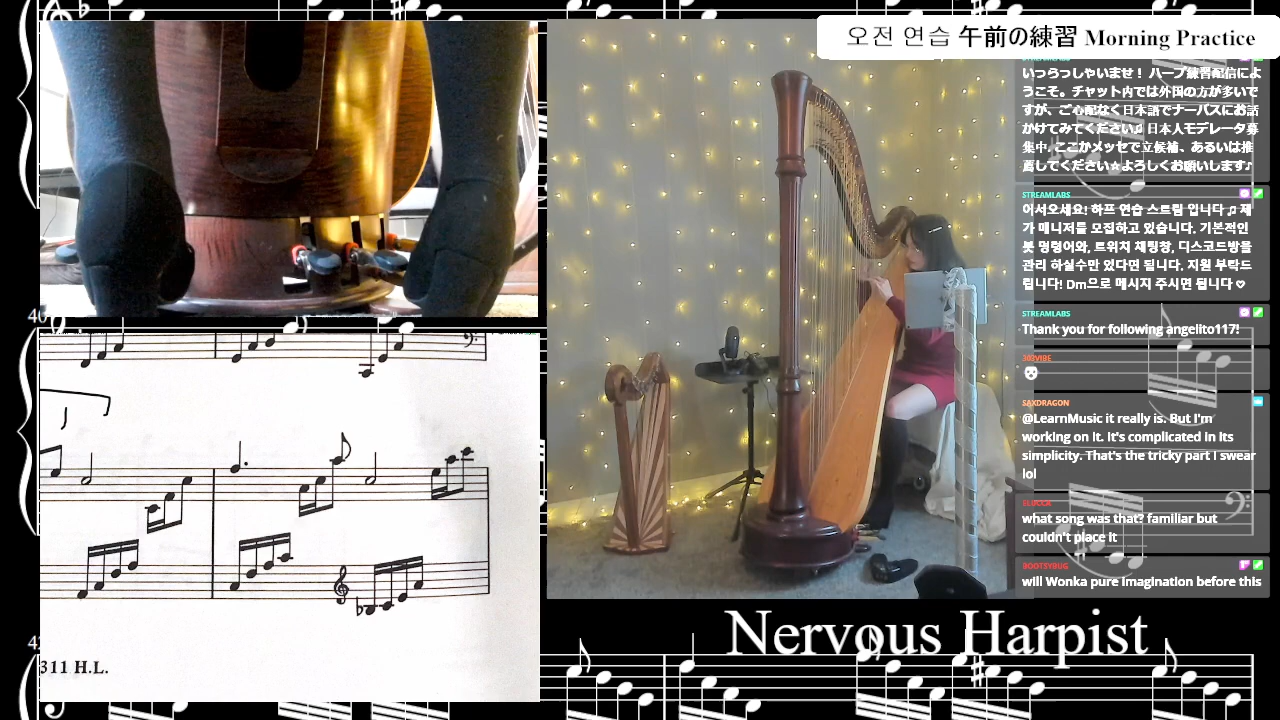 오전 연습 午前の練習 Morning Practice
いらっしゃいませ！ ハープ練習配信によ
うこそ。チャット内では外国の方が多いで
すが、ご心配なく日本語でナーバスにお話
かけてみてください♫ 日本人モデレータ募
集中。ここかメッセで立候補、あるいは推
薦してください☆よろしくお願いします♪
STREAMLABS
어서오세요! 하프 연습 스트림 입니다 ♫ 제
가 매니저를 모집하고 있습니다. 기본적인
봇 명령어와, 트위치 채팅창, 디스코드방을
관리 하실수만 있다면 됩니다. 지원 부탁드
립니다! Dm으로 메시지 주시면 됩니다 ♡
STREAMLABS
Thank you for following angelito117!
303VIBE
SAXDRAGON
@LearnMusic it really is. But I'm
working on it. It's complicated in its
simplicity. That's the tricky part I swear
lol
what song was that? familiar but
couldn't place it
BOOTSYBUG
will Wonka pure imagination before this
40
311 H.L.
Nervous Harpist